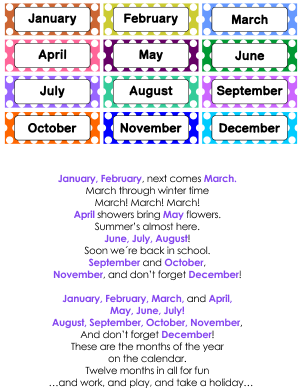 January February March
April May June
July August September
October November December
January, February, next comes March.
March through winter time
March! March! March!
April showers bring May flowers.
Summer's almost here.
June, July, August!
Soon we´re back in school.
September and October,
November, and don't forget December!
January, February, March, and April,
May, June, July!
August, September, October, November,
And don't forget December!
These are the months of the year
on the calendar.
Twelve months in all for fun
…and work, and play, and take a holiday…